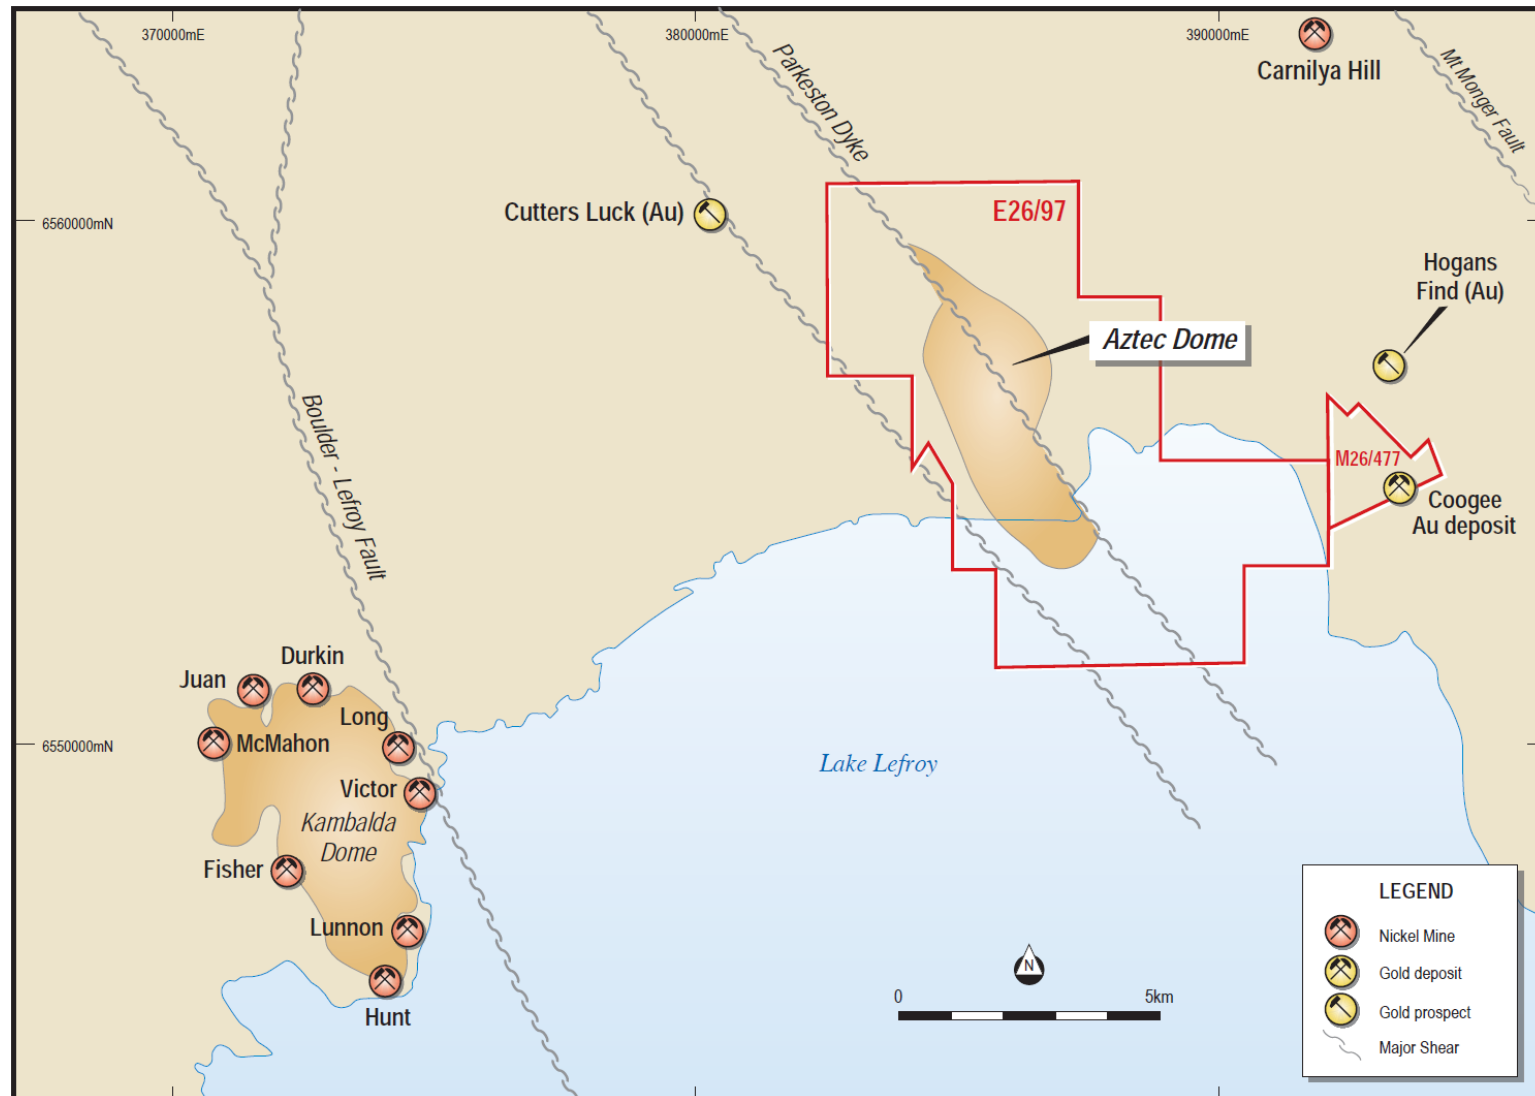 370000mE
380000mE
390000mE
Carnilya Hill
Mt Monger Fault
Parkeston Dyke
6560000mN
Cutters Luck (Au)
E26/97
Hogans
Find (Au)
Aztec Dome
Boulder - Lefroy Fault
M26/477
Coogee
Au deposit
Durkin
Juan
Long
6550000mN
McMahon
Lake Lefroy
Victor
Kambalda
Dome
Fisher
Lunnon
Hunt
N
0
5km
LEGEND
Nickel Mine
Gold deposit
Gold prospect
Major Shear